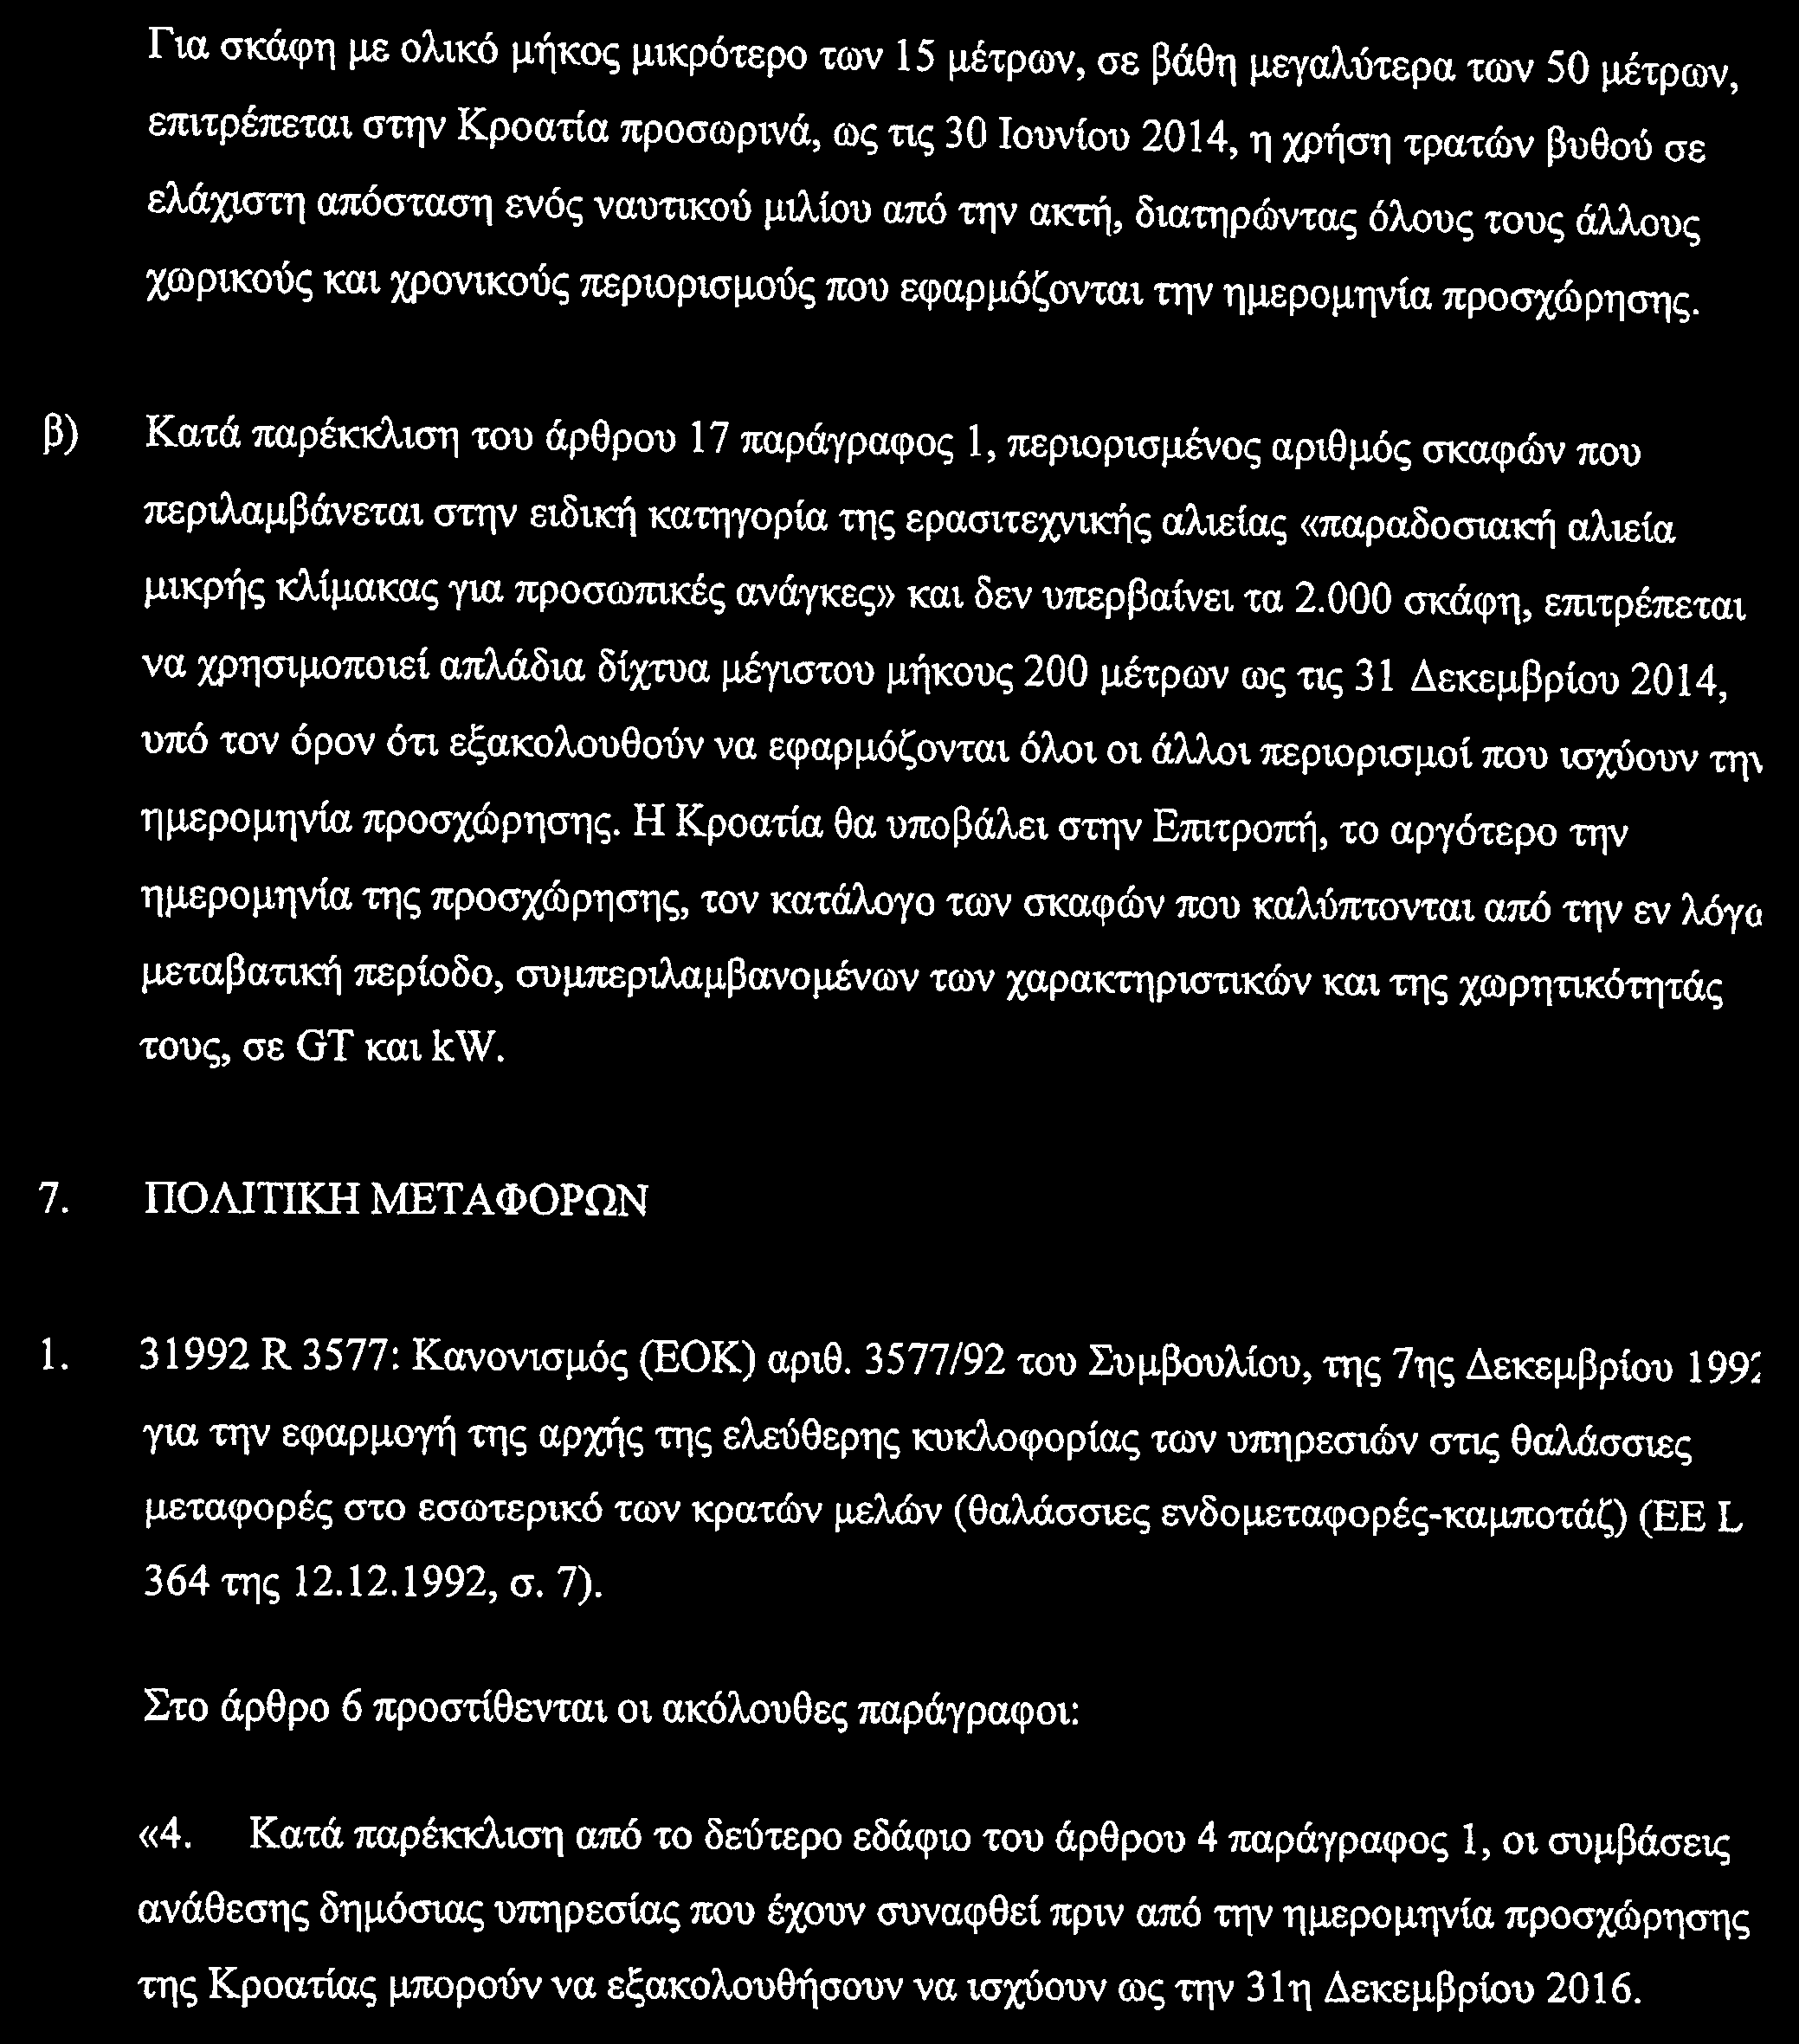 Για σκάφη με ολικό μήκος μικρότερο των 15 μέτρων, σε βάθη μεγαλύτερα των 50 μέτρων,
επιτρέπεται στην Κροατία προσωρινά, ως τις 30 Ιουνίου 2014, η χρήση τρατών βυθού σε
ελάχιστη απόσταση ενός ναυτικού μιλίου από την ακτή, διατηρώντας όλους τους άλλους
χωρικούς και χρονικούς περιορισμούς που εφαρμόζονται την ημερομηνία προσχώρησης.
β) Κατά παρέκκλιση του άρθρου 17 παράγραφος 1, περιορισμένος αριθμός σκαφών που
περιλαμβάνεται στην ειδική κατηγορία της ερασιτεχνικής αλιείας «παραδοσιακή αλιεία
μικρής κλίμακας για προσωπικές ανάγκες» και δεν υπερβαίνει τα 2.000 σκάφη, επιτρέπεται
να χρησιμοποιεί απλάδια δίχτυα μέγιστου μήκους 200 μέτρων ως τις 31 Δεκεμβρίου 2014,
υπό τον όρον ότι εξακολουθούν να εφαρμόζονται όλοι οι άλλοι περιορισμοί που ισχύουν την
ημερομηνία προσχώρησης. Η Κροατία θα υποβάλει στην Επιτροπή, το αργότερο την
ημερομηνία της προσχώρησης, τον κατάλογο των σκαφών που καλύπτονται από την εν
μεταβατική περίοδο, συμπεριλαμβανομένων των χαρακτηριστικών και της χωρητικότητάς
τους, σε GT και kW.
7. ΠΟΛΙΤΙΚΗ ΜΕΤΑΦΟΡΩΝ
1. 31992 R 3577: Κανονισμός (ΕΟΚ) αριθ. 3577/92 του Συμβουλίου, της 7ης Δεκεμβρίου
για την εφαρμογή της αρχής της ελεύθερης κυκλοφορίας των υπηρεσιών στις θαλάσσιες
μεταφορές στο εσωτερικό των κρατών μελών (θαλάσσιες ενδομεταφορές-καμποτάζ) (ΕΕ L
364 της 12.12.1992, σ. 7).
Στο άρθρο 6 προστίθενται οι ακόλουθες παράγραφοι:
«4. Κατά παρέκκλιση από το δεύτερο εδάφιο του άρθρου 4 παράγραφος 1, οι συμβάσεις
ανάθεσης δημόσιας υπηρεσίας που έχουν συναφθεί πριν από την ημερομηνία προσχώρησης
της Κροατίας μπορούν να εξακολουθήσουν να ισχύουν ως την 31η Δεκεμβρίου 2016.